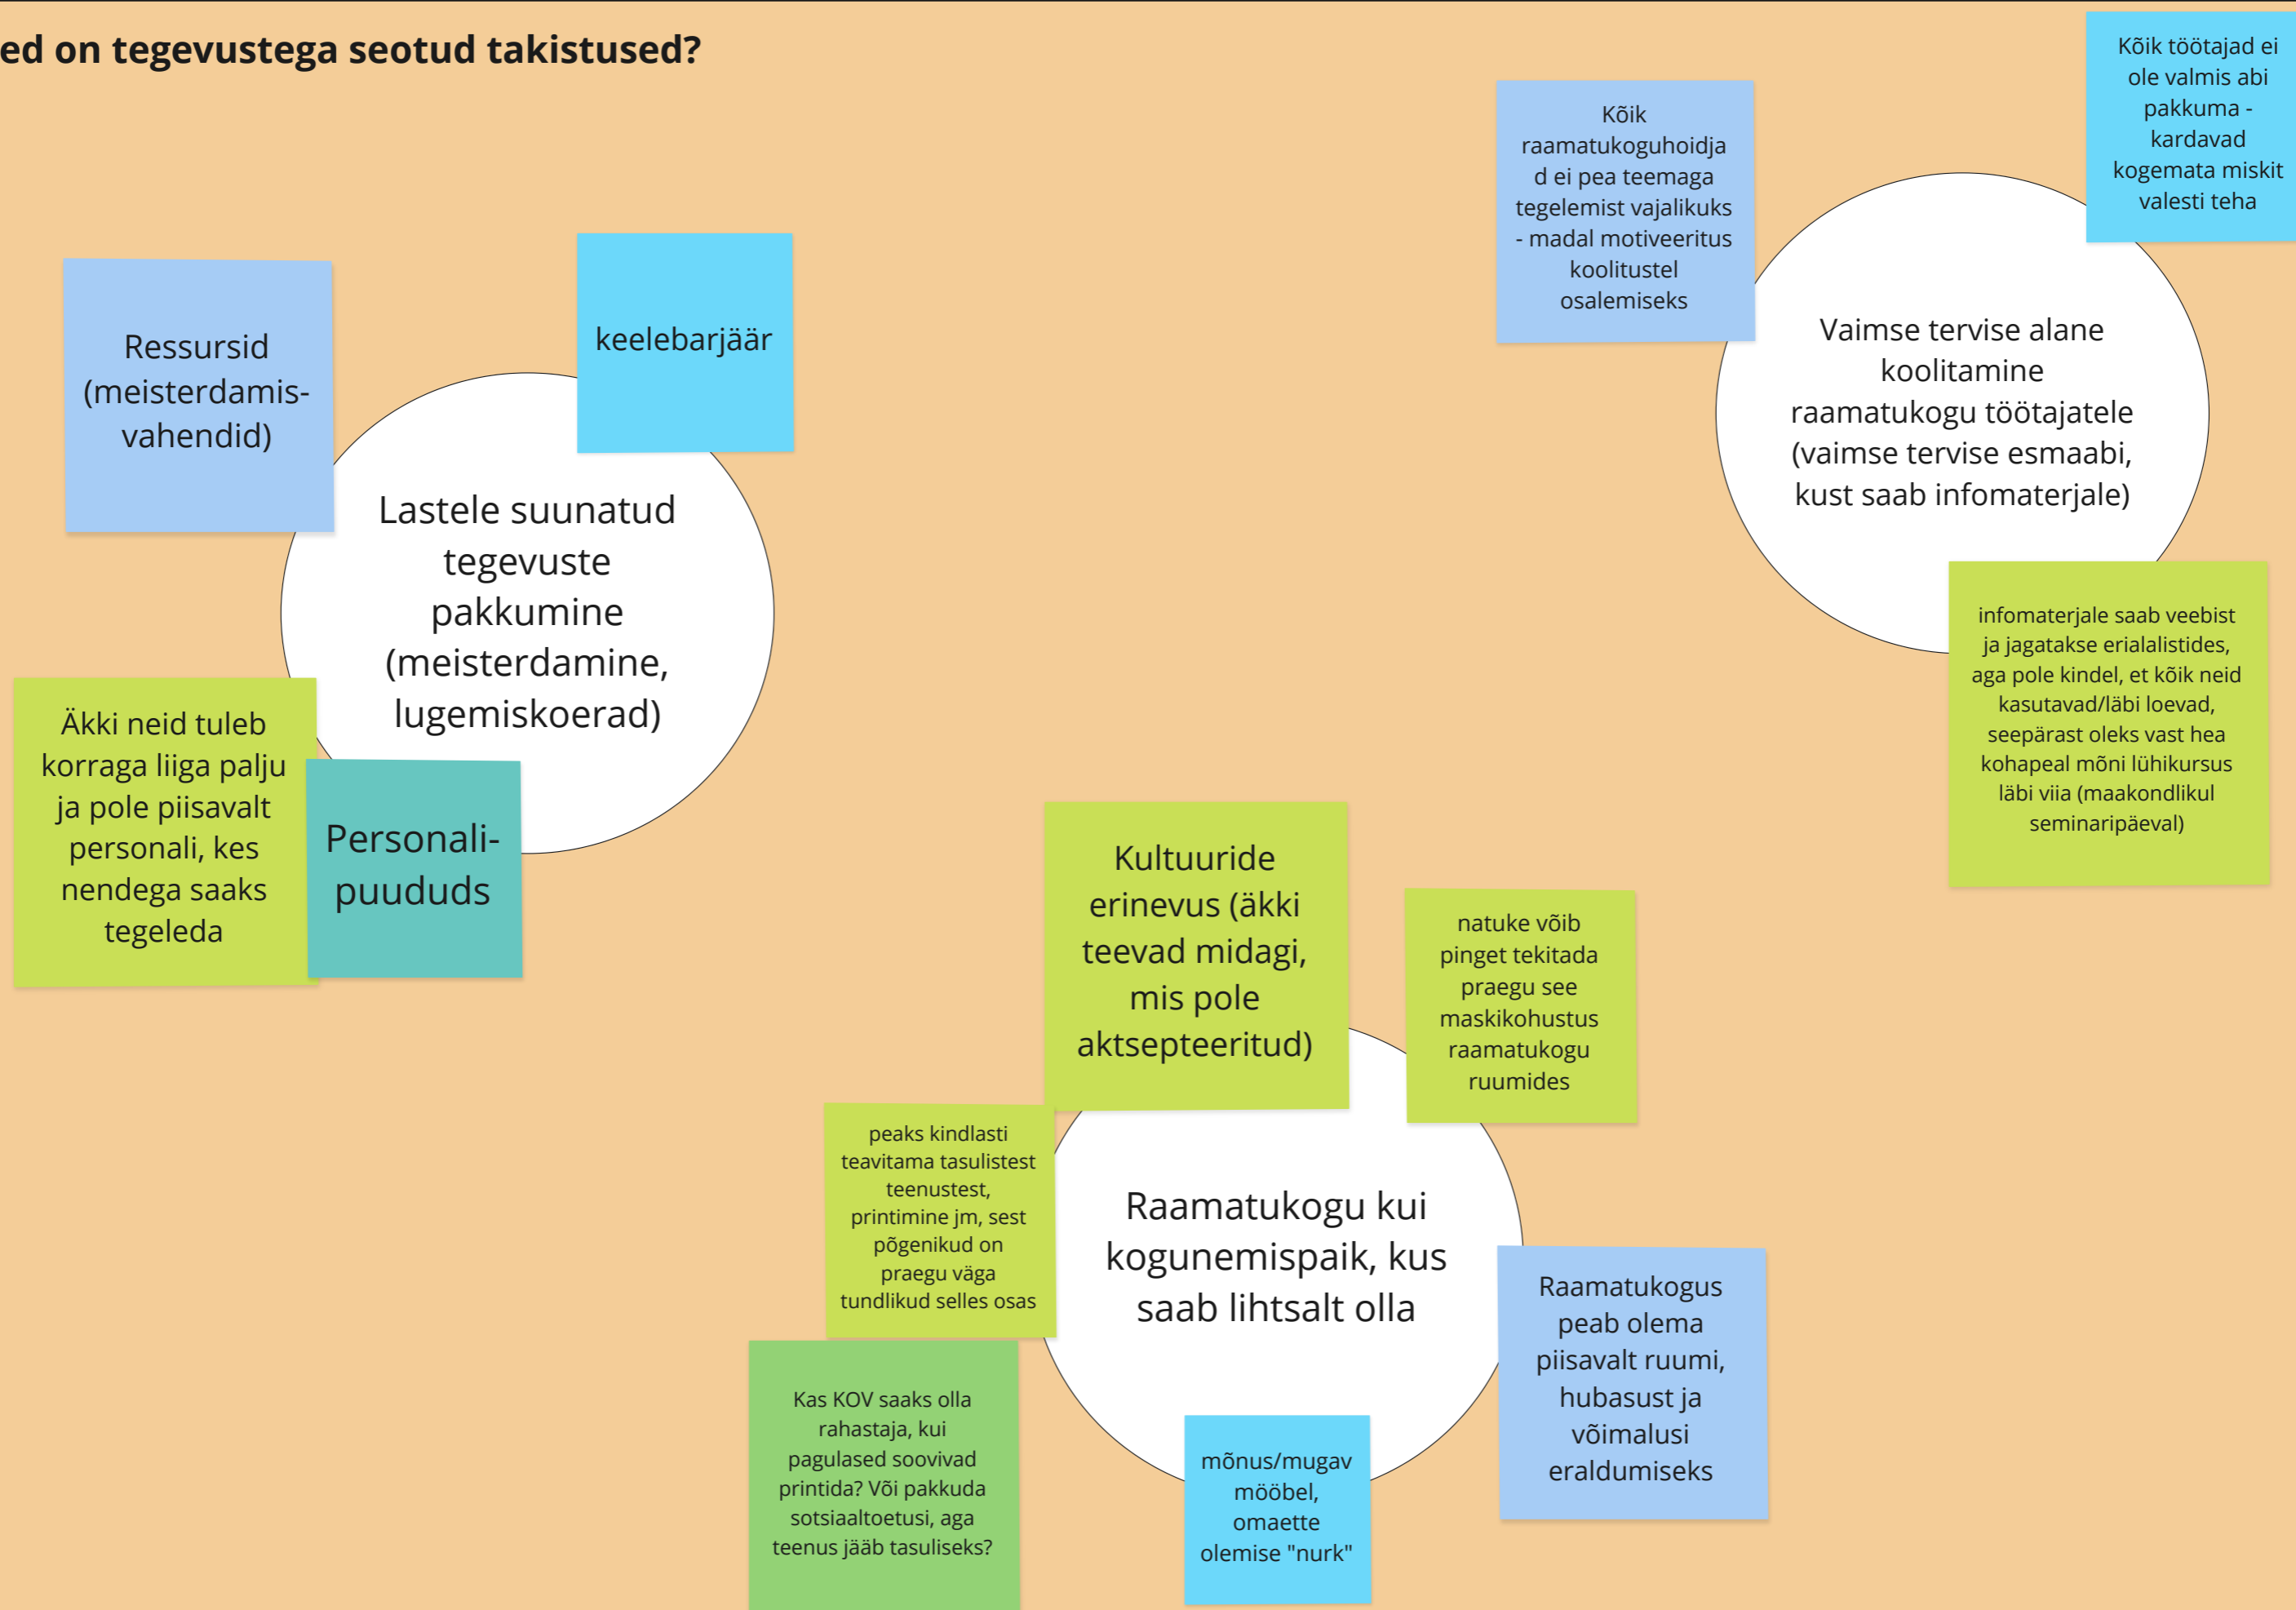 ed on tegevustega seotud takistused?
Ressursid
(meisterdamis-
vahendid)
keelebarjäär
Lastele suunatud
tegevuste
pakkumine
(meisterdamine,
lugemiskoerad)
Äkki neid tuleb
korraga liiga palju
ja pole piisavalt
personali, kes
nendega saaks
tegeleda
Personali-
puududs
Kõik
raamatukoguhoidja
d ei pea teemaga
tegelemist vajalikuks
- madal motiveeritus
koolitustel
osalemiseks
Kõik töötajad ei
ole valmis abi
pakkuma -
kardavad
kogemata miskit
valesti teha
Vaimse tervise alane
koolitamine
raamatukogu töötajatele
(vaimse tervise esmaabi,
kust saab infomaterjale)
infomaterjale saab veebist
ja jagatakse erialalistides,
aga pole kindel, et kõik neid
kasutavad/läbi loevad,
seepärast oleks vast hea
kohapeal mõni lühikursus
läbi viia (maakondlikul
seminaripäeval)
Kultuuride
erinevus (äkki
teevad midagi,
mis pole
aktsepteeritud)
natuke võib
pinget tekitada
praegu see
maskikohustus
raamatukogu
ruumides
peaks kindlasti
teavitama tasulistest
teenustest,
printimine jm, sest
põgenikud on
praegu väga
tundlikud selles osas
Raamatukogu kui
kogunemispaik, kus
saab lihtsalt olla
Raamatukogus
peab olema
piisavalt ruumi,
hubasust ja
võimalusi
eraldumiseks
Kas KOV saaks olla
rahastaja, kui
pagulased soovivad
printida? Või pakkuda
sotsiaaltoetusi, aga
teenus jääb tasuliseks?
mõnus/mugav
mööbel,
omaette
olemise "nurk"